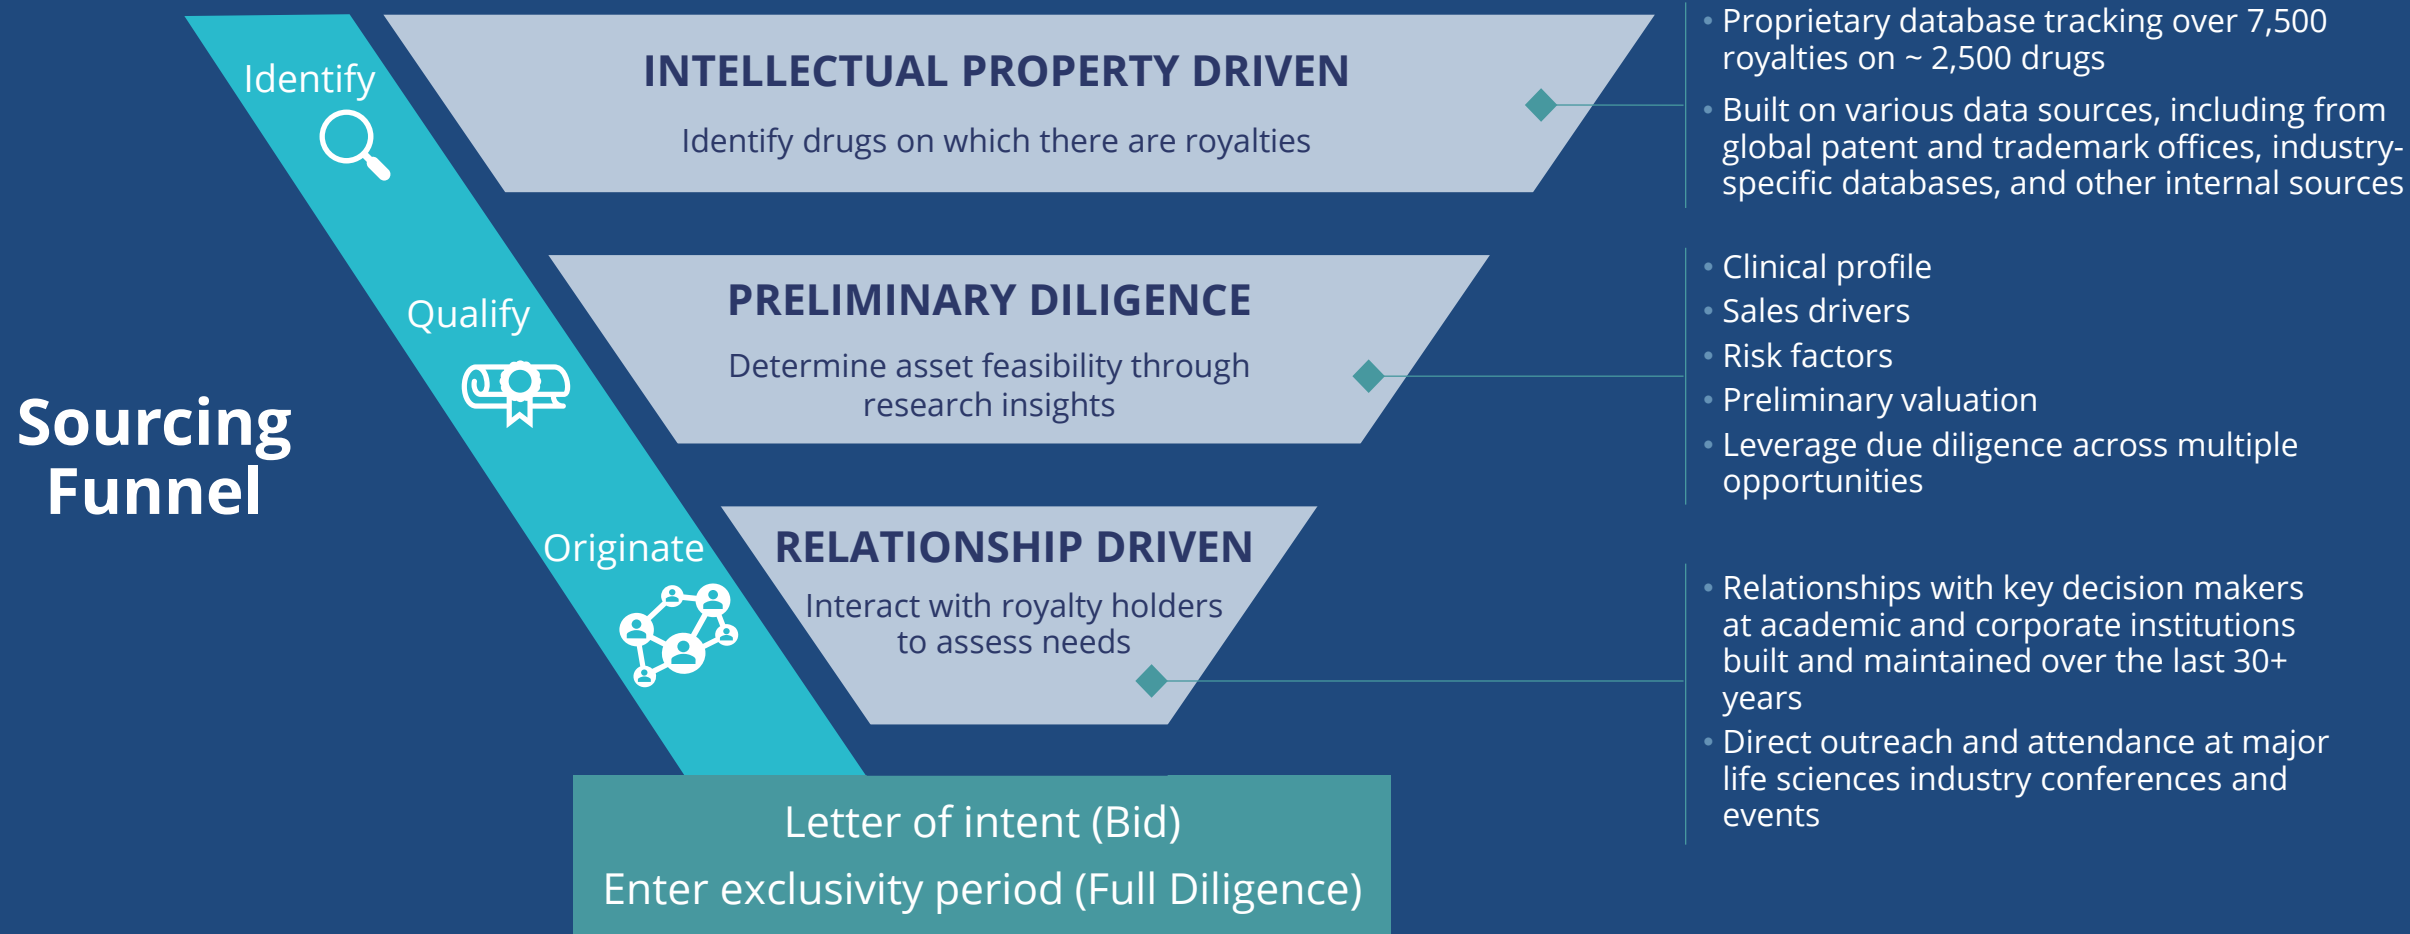 Sourcing
Funnel
Identify
INTELLECTUAL PROPERTY DRIVEN
Identify drugs on which there are royalties
• Proprietary database tracking over 7,500
royalties on ~ 2,500 drugs
• Built on various data sources, including from
global patent and trademark offices, industry-
specific databases, and other internal sources
Qualify
PRELIMINARY DILIGENCE
Determine asset feasibility through
research insights
• Clinical profile
• Sales drivers
• Risk factors
• Preliminary valuation
• Leverage due diligence across multiple
opportunities
Originate
RELATIONSHIP DRIVEN
Interact with royalty holders
to assess needs
• Relationships with key decision makers
at academic and corporate institutions
built and maintained over the last 30+
years
• Direct outreach and attendance at major
life sciences industry conferences and
events
Letter of intent (Bid)
Enter exclusivity period (Full Diligence)